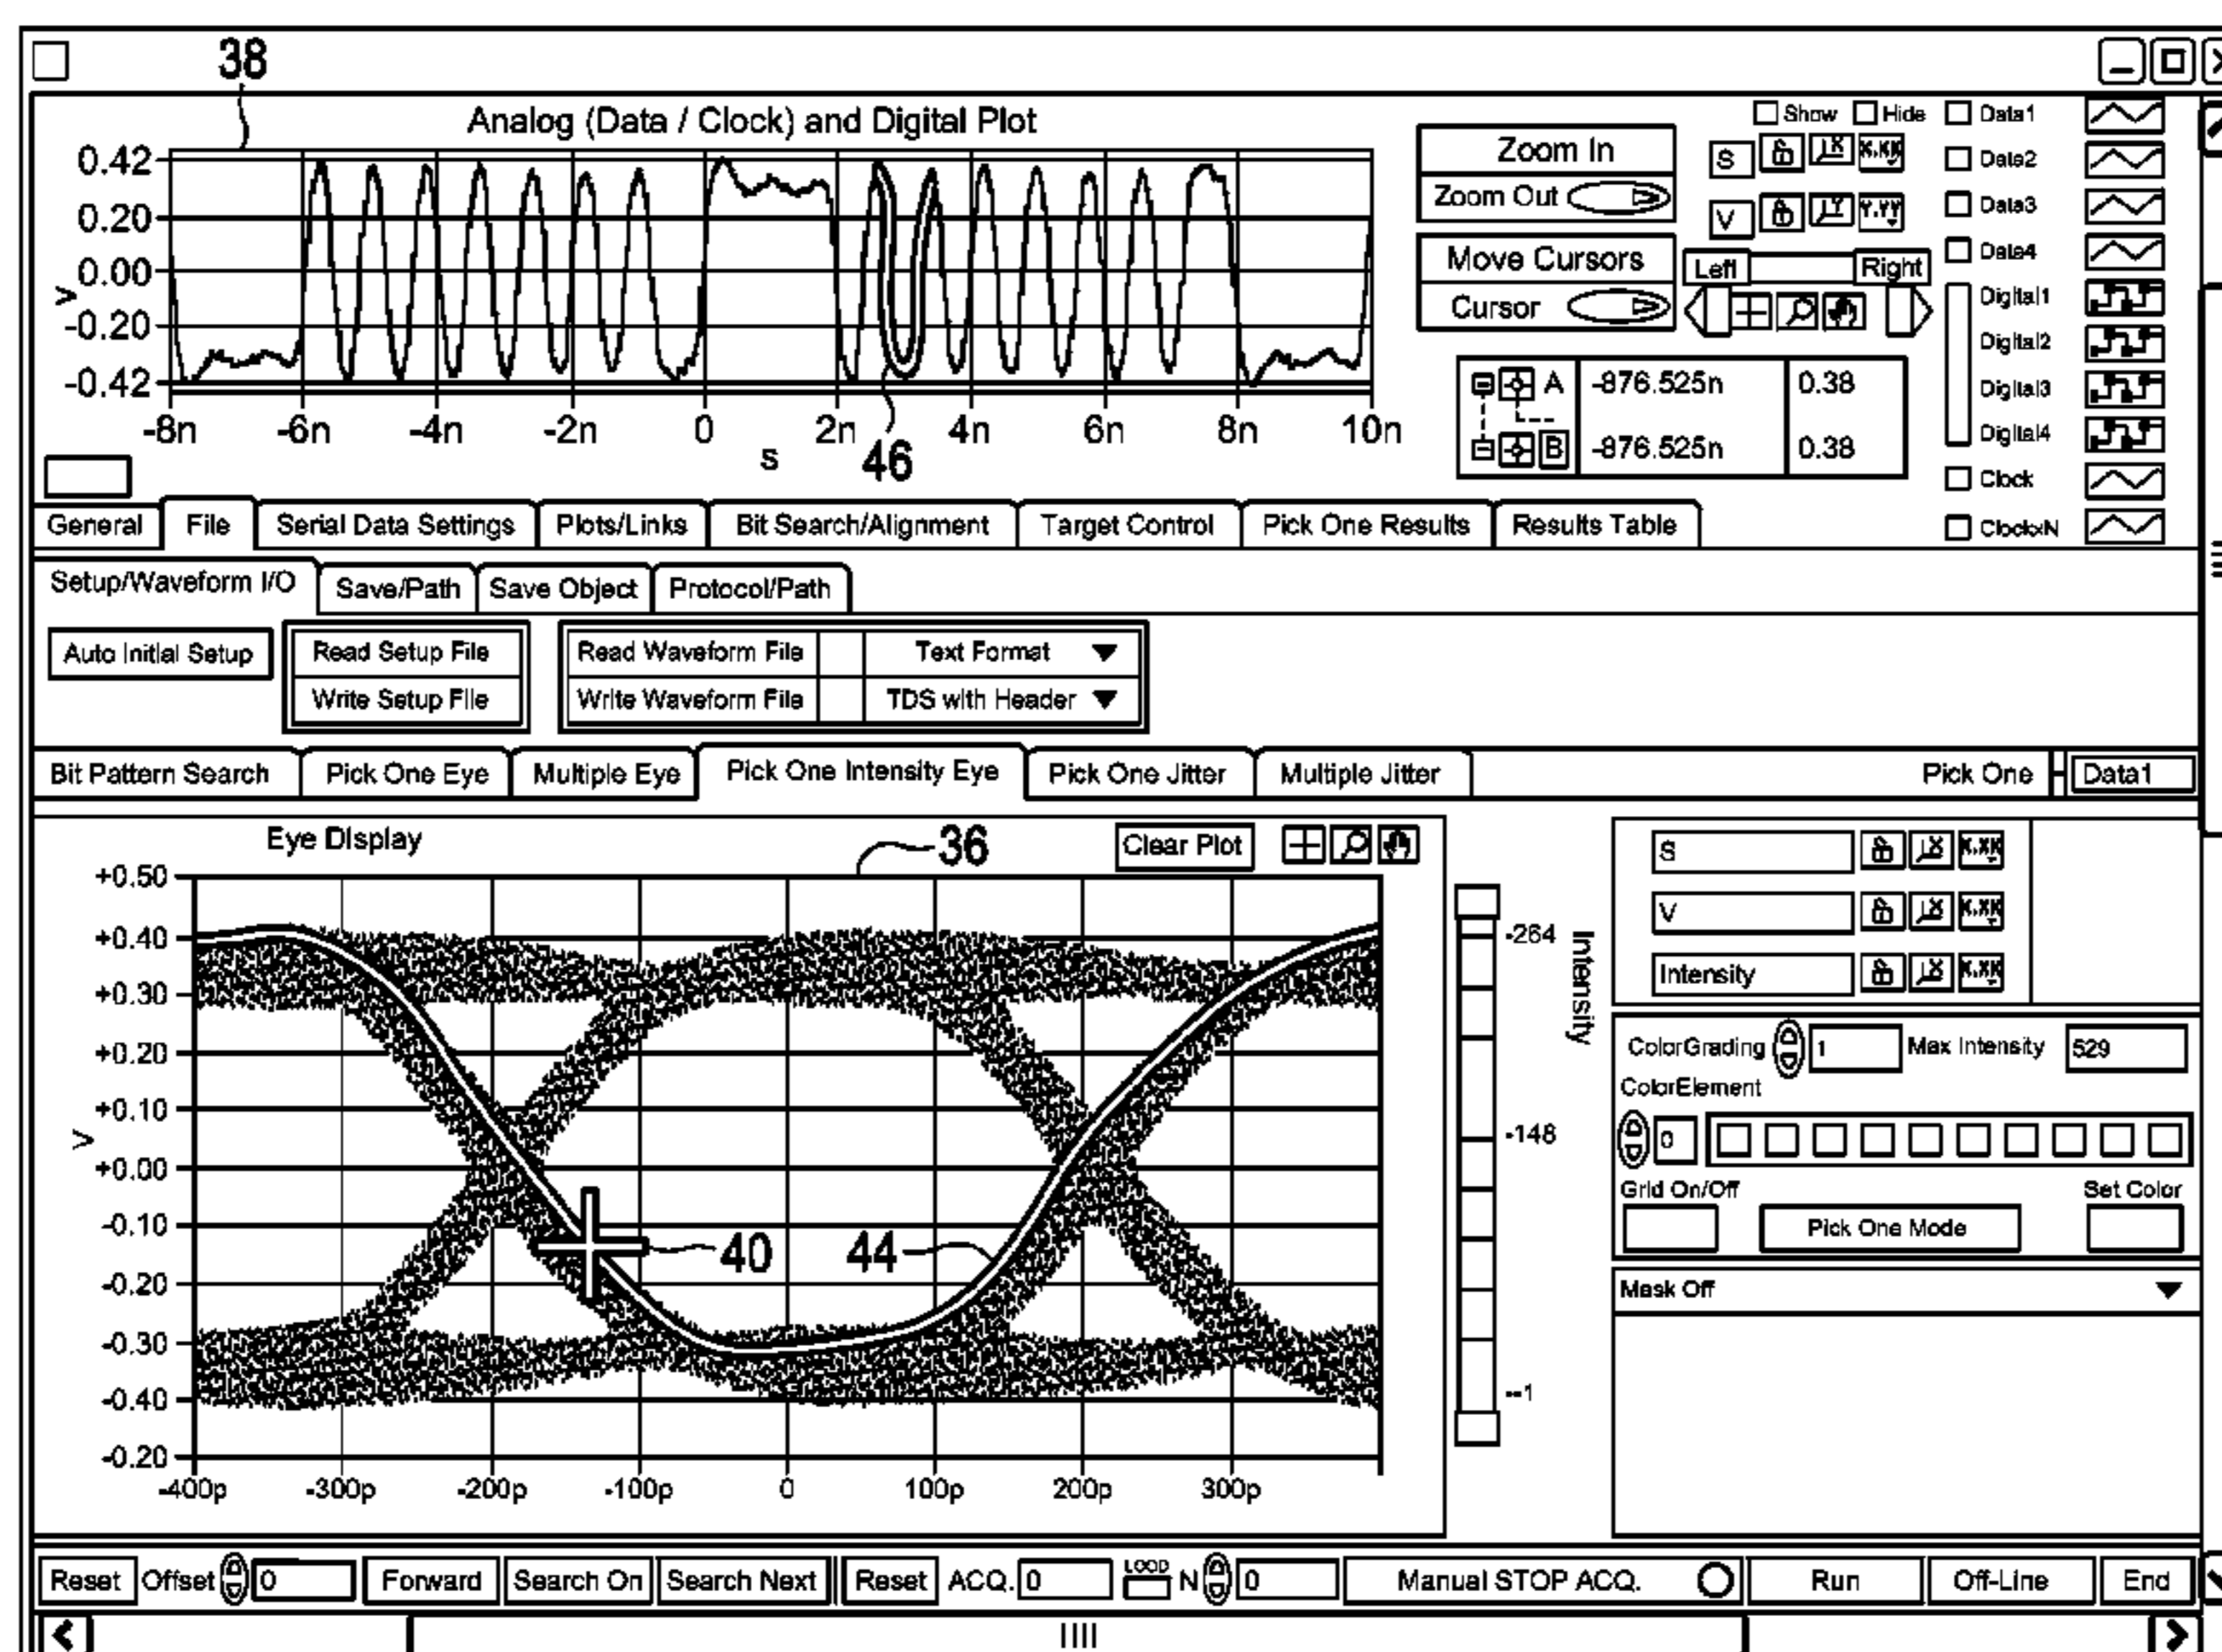 38
Analog (Data / Clock) and Digital Plot
0.42
0.20
0.00
-0.20
-0.42
V
-8n -6n -4n -2n 0 2n 4n 6n 8n 10n
S
46
Zoom In
Zoom Out
Move Cursors
Cursor
Show Hide
S X.XX
V Y.YY
Left Right
A -876.525n 0.38
B -876.525n 0.38
Data1
Data2
Data3
Data4
Digital1
Digital2
Digital3
Digital4
Clock
ClockxN
General File Serial Data Settings Plots/Links Bit Search/Alignment Target Control Pick One Results Results Table
Setup/Waveform I/O Save/Path Save Object Protocol/Path
Auto Initial Setup Read Setup File Read Waveform File Text Format
Write Setup File Write Waveform File TDS with Header
Bit Pattern Search Pick One Eye Multiple Eye Pick One Intensity Eye Pick One Jitter Multiple Jitter Pick One Data1
Eye Display
36
Clear Plot
+0.50
+0.40
+0.30
+0.20
+0.10
+0.00
-0.10
-0.20
-0.30
-0.40
-0.20
V
40
44
-400p -300p -200p -100p 0 100p 200p 300p
-264
-148
--1
Intensity
S X.XX
V X.XX
Intensity X.XX
ColorGrading 1 Max Intensity 529
ColorElement
0
Grid On/Off Set Color
Pick One Mode
Mask Off
Reset Offset 0 Forward Search On Search Next Reset ACQ. 0 LOOD N 0 Manual STOP ACQ. Run Off-Line End